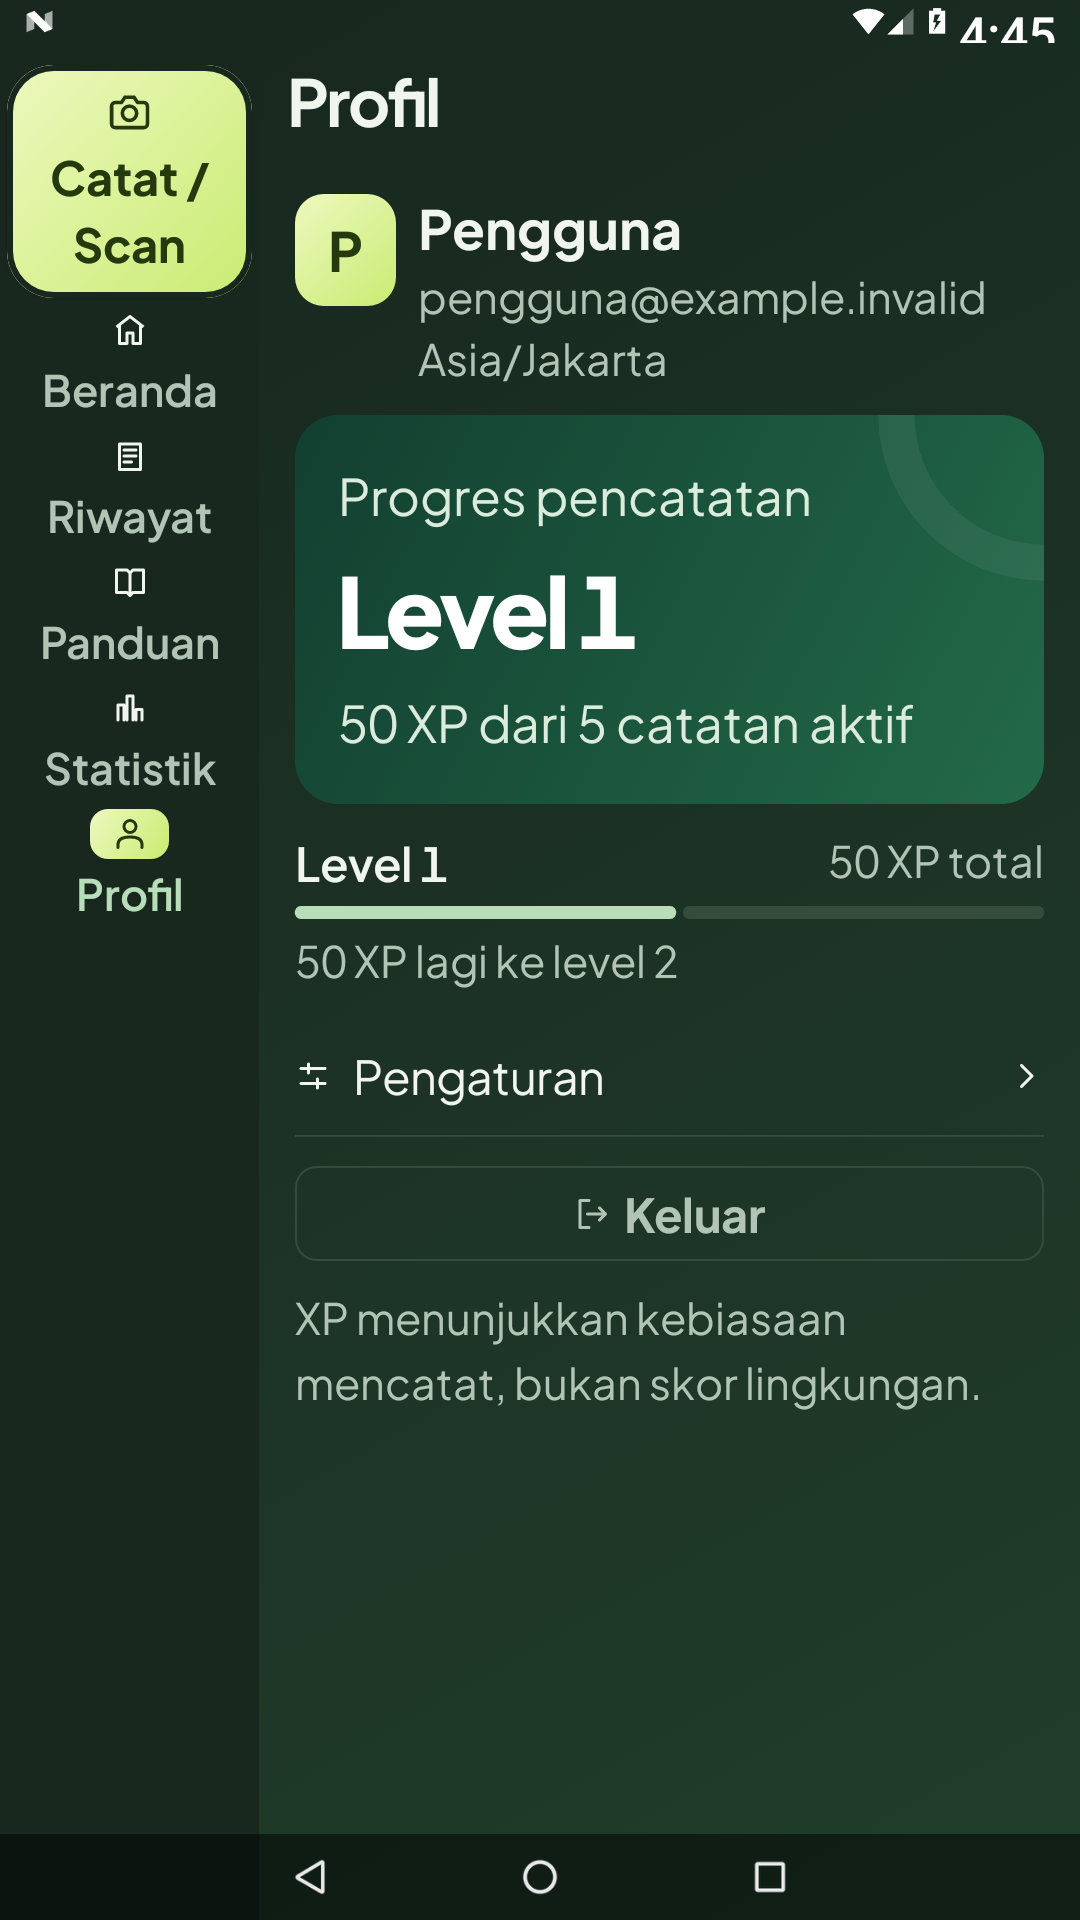 4:45
Catat /
Scan
Beranda
Riwayat
Panduan
Statistik
Profil
Profil
P
Pengguna
pengguna@example.invalid
Asia/Jakarta
Progres pencatatan
Level 1
50 XP dari 5 catatan aktif
Level 1
50 XP total
50 XP lagi ke level 2
Pengaturan
Keluar
XP menunjukkan kebiasaan
mencatat, bukan skor lingkungan.